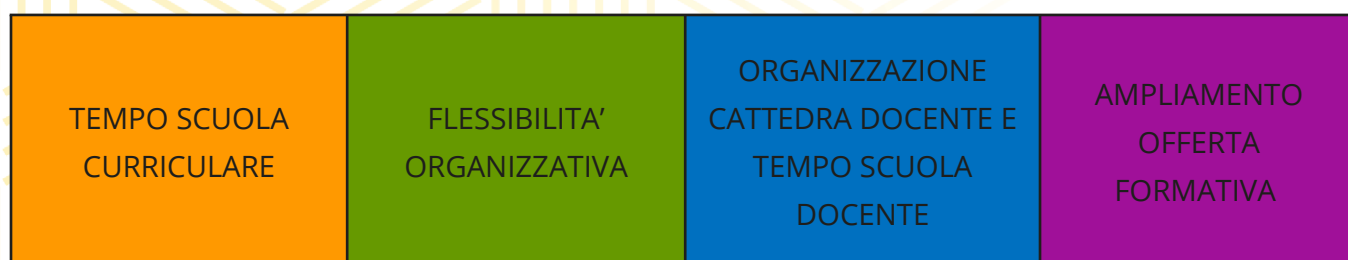 TEMPO SCUOLA
CURRICULARE
FLESSIBILITA’
ORGANIZZATIVA
ORGANIZZAZIONE
CATTEDRA DOCENTE E
TEMPO SCUOLA
DOCENTE
AMPLIAMENTO
OFFERTA
FORMATIVA